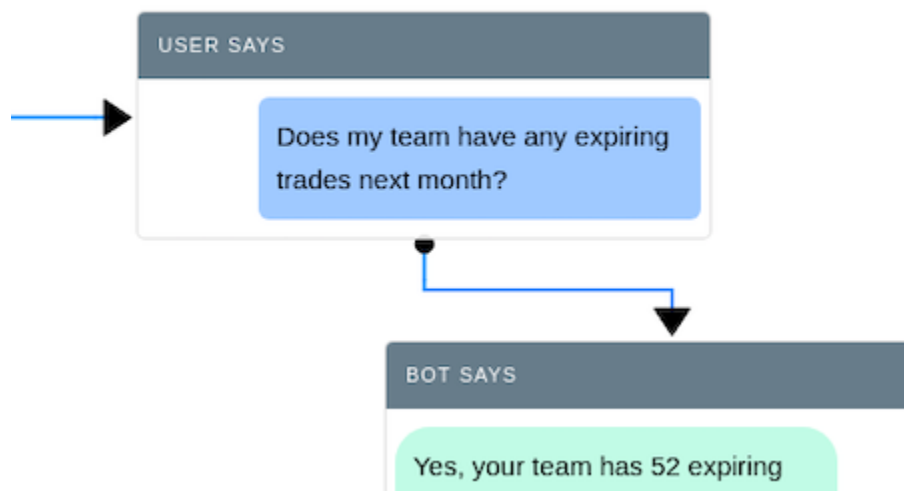 USER SAYS
Does my team have any expiring
trades next month?
BOT SAYS
Yes, your team has 52 expiring